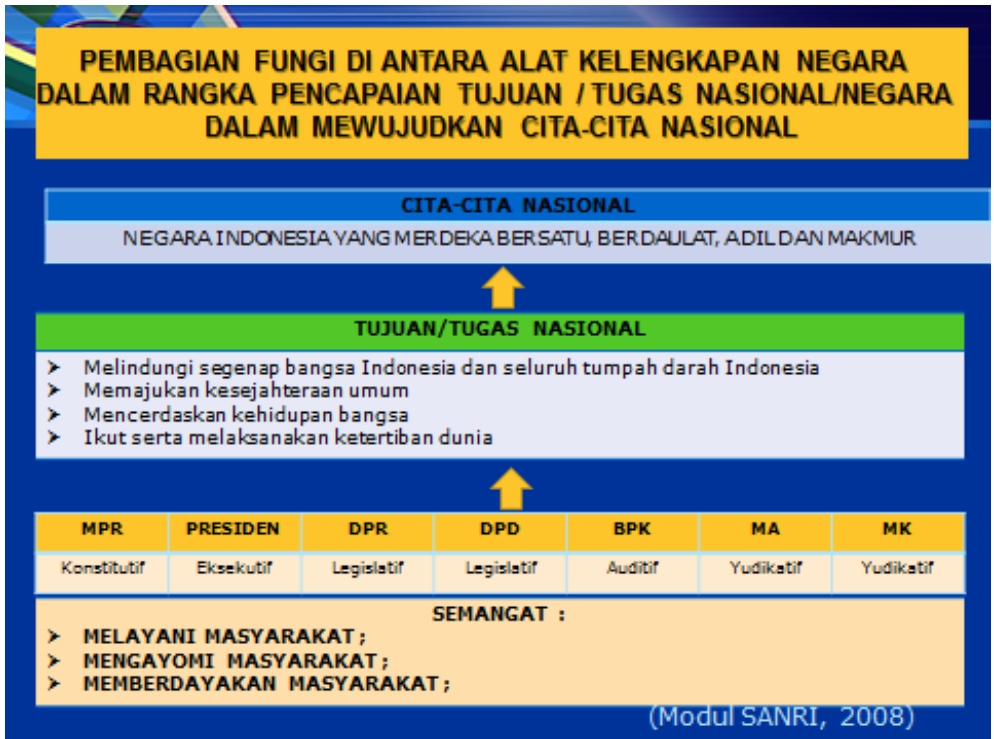 PEMBAGIAN FUNGI DI ANTARA ALAT KELENGKAPAN NEGARA
DALAM RANGKA PENCAPAIAN TUJUAN / TUGAS NASIONAL/NEGARA
DALAM MEWUJUDKAN CITA-CITA NASIONAL
CITA-CITA NASIONAL
NEGARA INDONESIA YANG MERDEKA BERSATU, BERDAULAT, ADIL DAN MAKMUR
TUJUAN/TUGAS NASIONAL
➢ Melindungi segenap bangsa Indonesia dan seluruh tumpah darah Indonesia
➢ Memajukan kesejahteraan umum
➢ Mencerdaskan kehidupan bangsa
➢ Ikut serta melaksanakan ketertiban dunia
MPR PRESIDEN DPR DPD BPK MA MK
Konstitutif Eksekutif Legislatif Legislatif Auditif Yudikatif Yudikatif
SEMANGAT :
➢ MELAYANI MASYARAKAT;
➢ MENGAYOMI MASYARAKAT;
➢ MEMBERDAYAKAN MASYARAKAT;
(Modul SANRI, 2008)